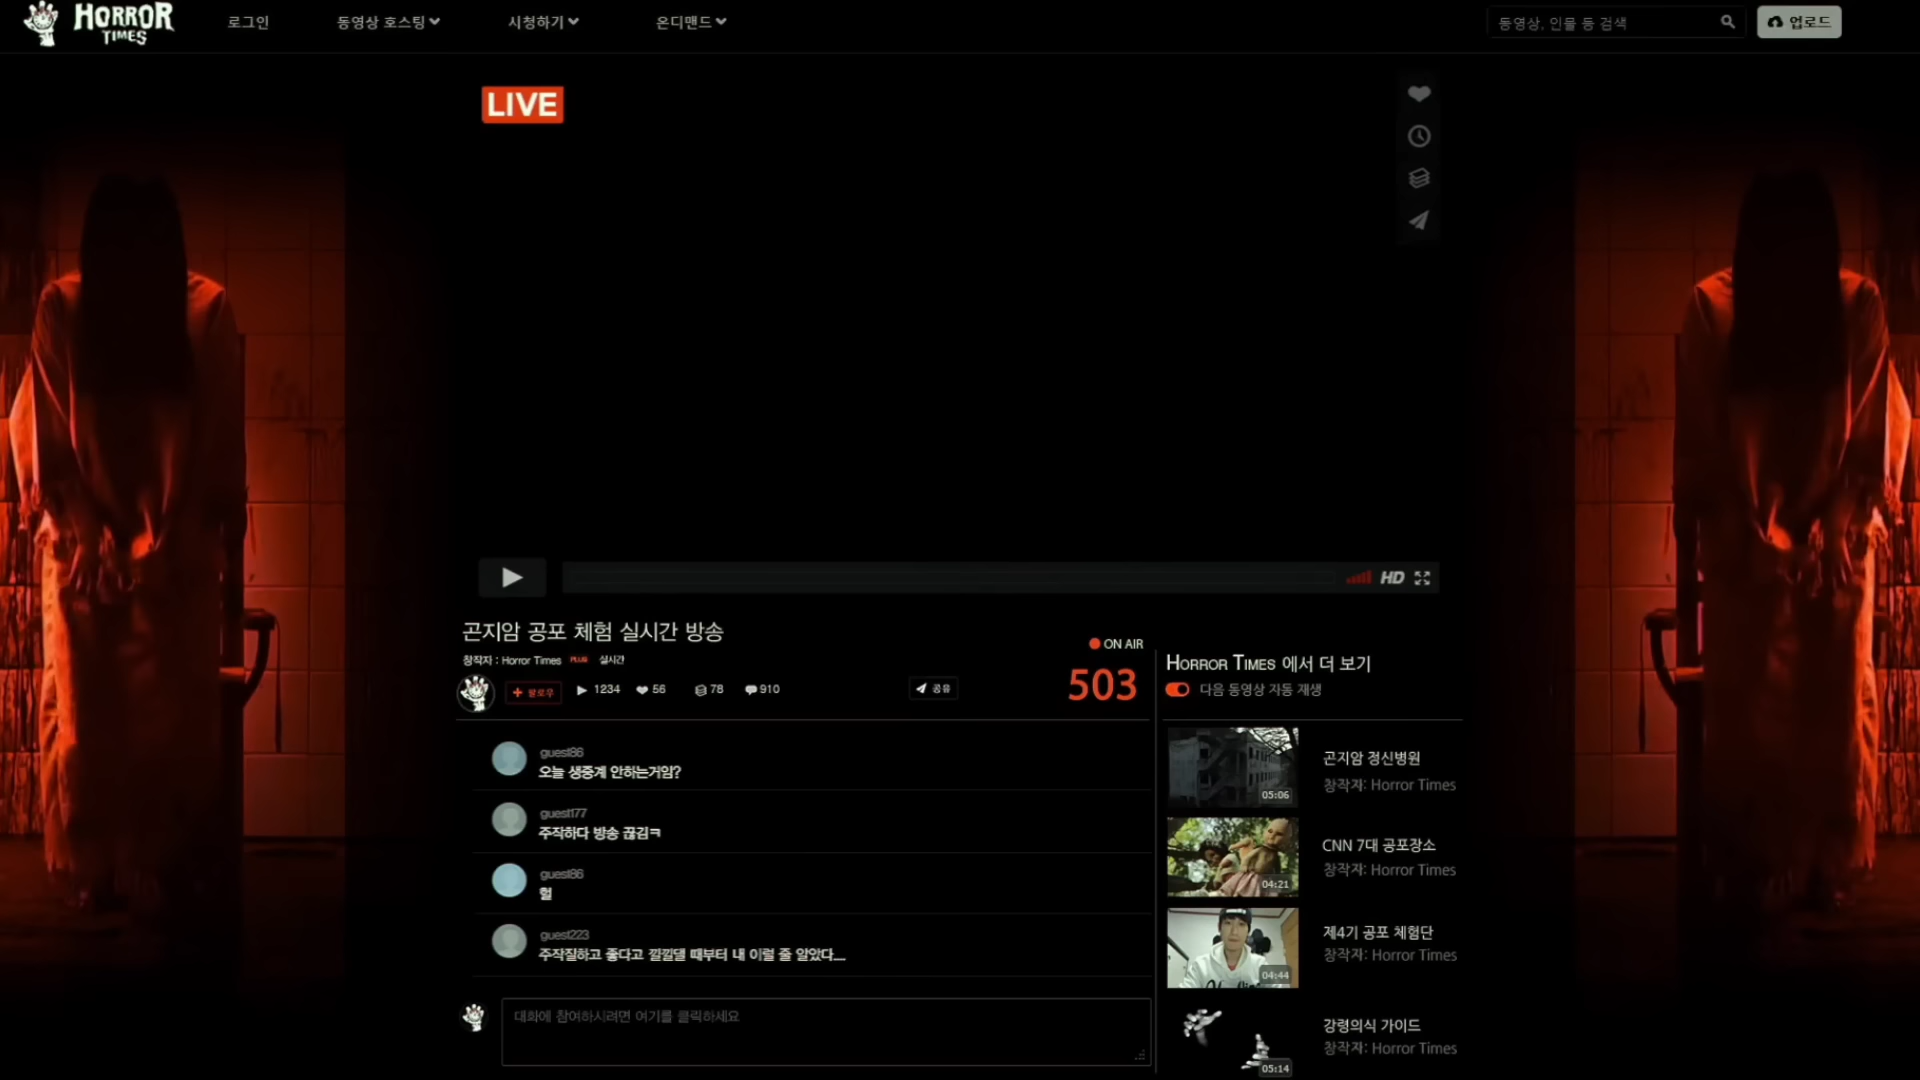 HORROR
TIMES
로그인
동영상 호스팅
시청하기
온디맨드
동영상, 인물 등 검색
업로드
LIVE
HD
곤지암 공포 체험 실시간 방송
창작자 : Horror Times PLUS 실시간
+ 팔로우
1234
56
78
910
공유
ON AIR
503
guest86
오늘 생중계 안하는거임?
guest177
주작하다 방송 끊김ㅋ
guest86
헐
guest223
주작질하고 좋다고 낄낄댈 때부터 내 이럴 줄 알았다....
대화에 참여하시려면 여기를 클릭하세요
HORROR TIMES 에서 더 보기
다음 동영상 자동 재생
05:06
곤지암 정신병원
창작자: Horror Times
04:21
CNN 7대 공포장소
창작자: Horror Times
04:44
제4기 공포 체험단
창작자: Horror Times
05:14
강령의식 가이드
창작자: Horror Times